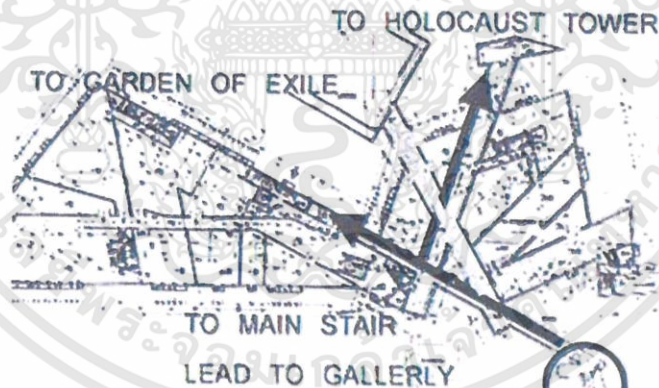 TO HOLOCAUST TOWER
TO GARDEN OF EXILE
TO MAIN STAIR
LEAD TO GALLERLY